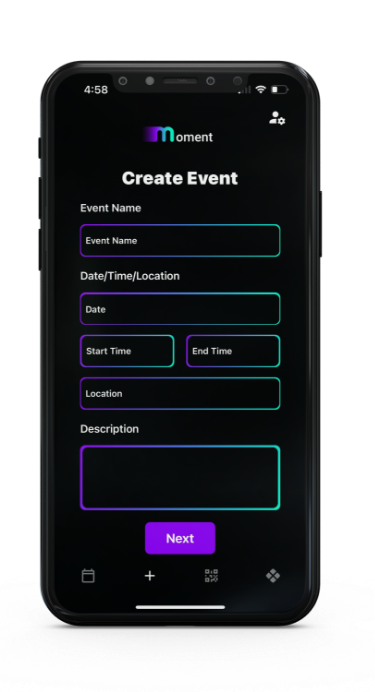 4:58
moment
Create Event
Event Name
Event Name
Date/Time/Location
Date
Start Time End Time
Location
Description
Next